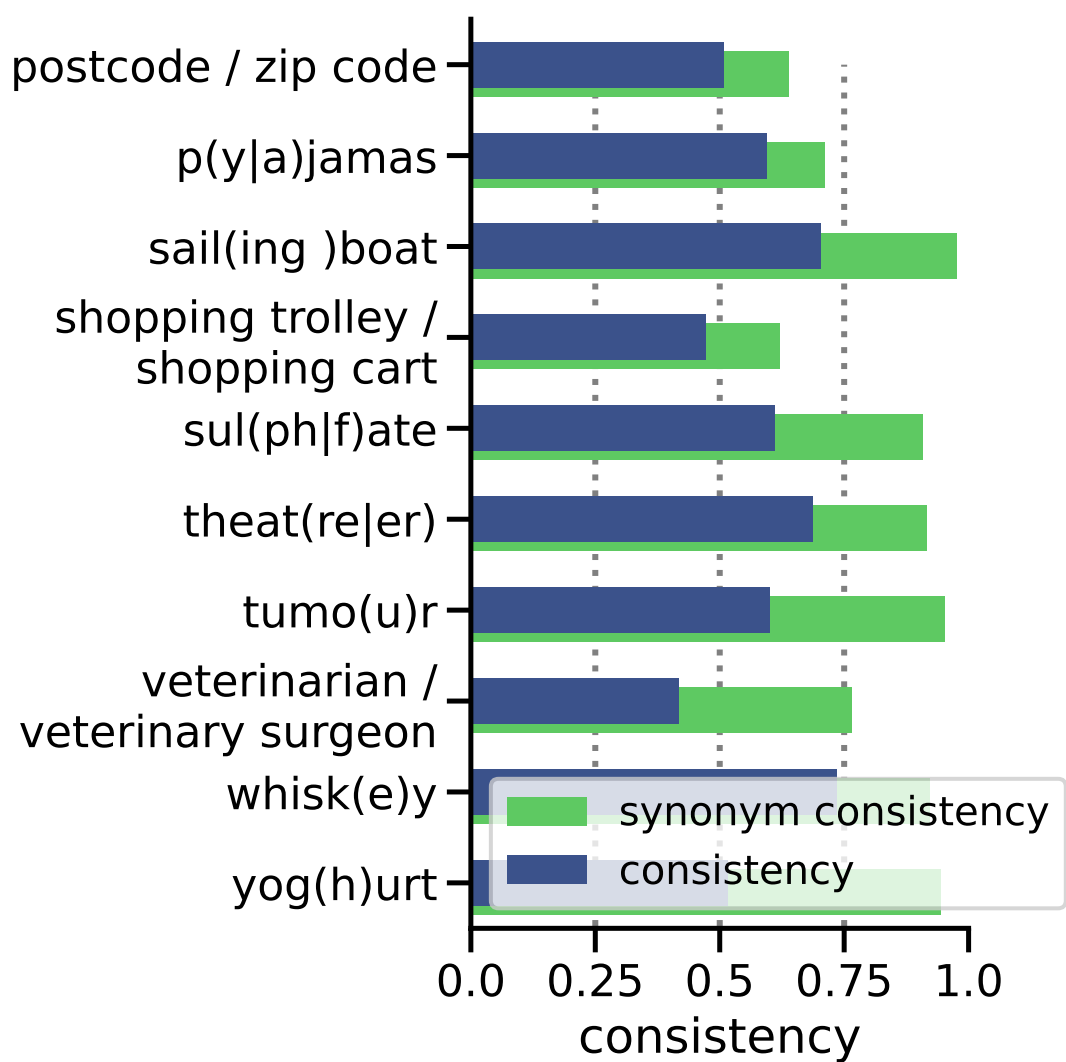 postcode / zip code
p(y|a)jamas
sail(ing )boat
shopping trolley /
shopping cart
sul(ph|f)ate
theat(re|er)
tumo(u)r
veterinarian /
veterinary surgeon
whisk(e)y
yog(h)urt
synonym consistency
consistency
0.0 0.25 0.5 0.75 1.0
consistency